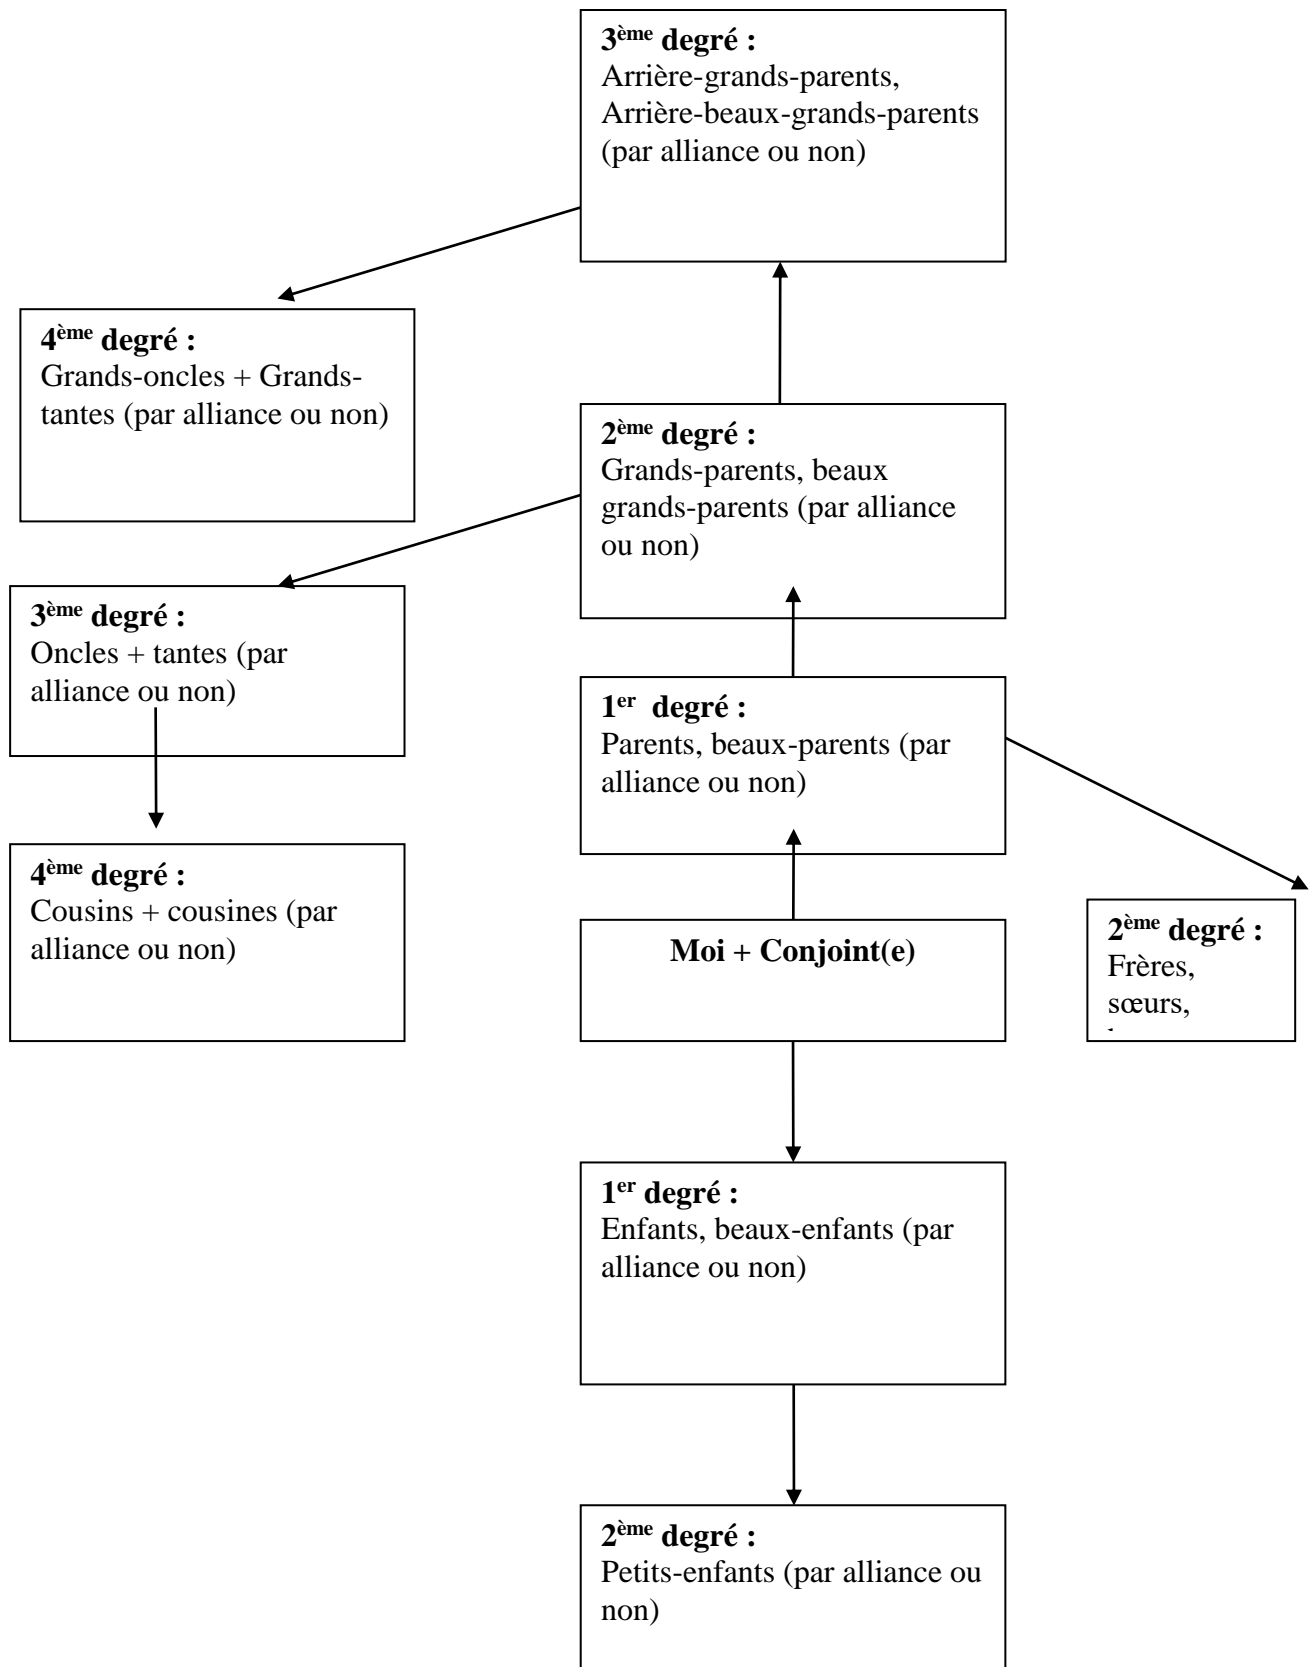 3ème degré :
Arrière-grands-parents,
Arrière-beaux-grands-parents
(par alliance ou non)
4ème degré :
Grands-oncles + Grands-
tantes (par alliance ou non)
2ème degré :
Grands-parents, beaux
grands-parents (par alliance
ou non)
3ème degré :
Oncles + tantes (par
alliance ou non)
1er degré :
Parents, beaux-parents (par
alliance ou non)
4ème degré :
Cousins + cousines (par
alliance ou non)
Moi + Conjoint(e)
2ème degré :
Frères,
sœurs,
1er degré :
Enfants, beaux-enfants (par
alliance ou non)
2ème degré :
Petits-enfants (par alliance ou
non)